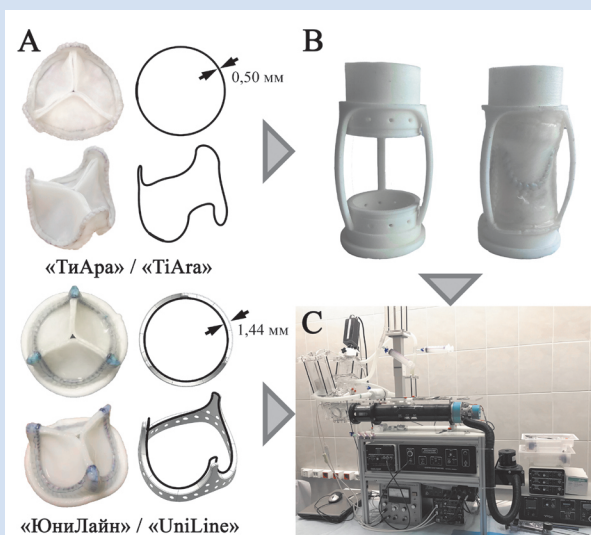 A
0,50 мм
«ТиАра» / «TiAra»
1,44 мм
«ЮниЛайн» / «UniLine»
B
C